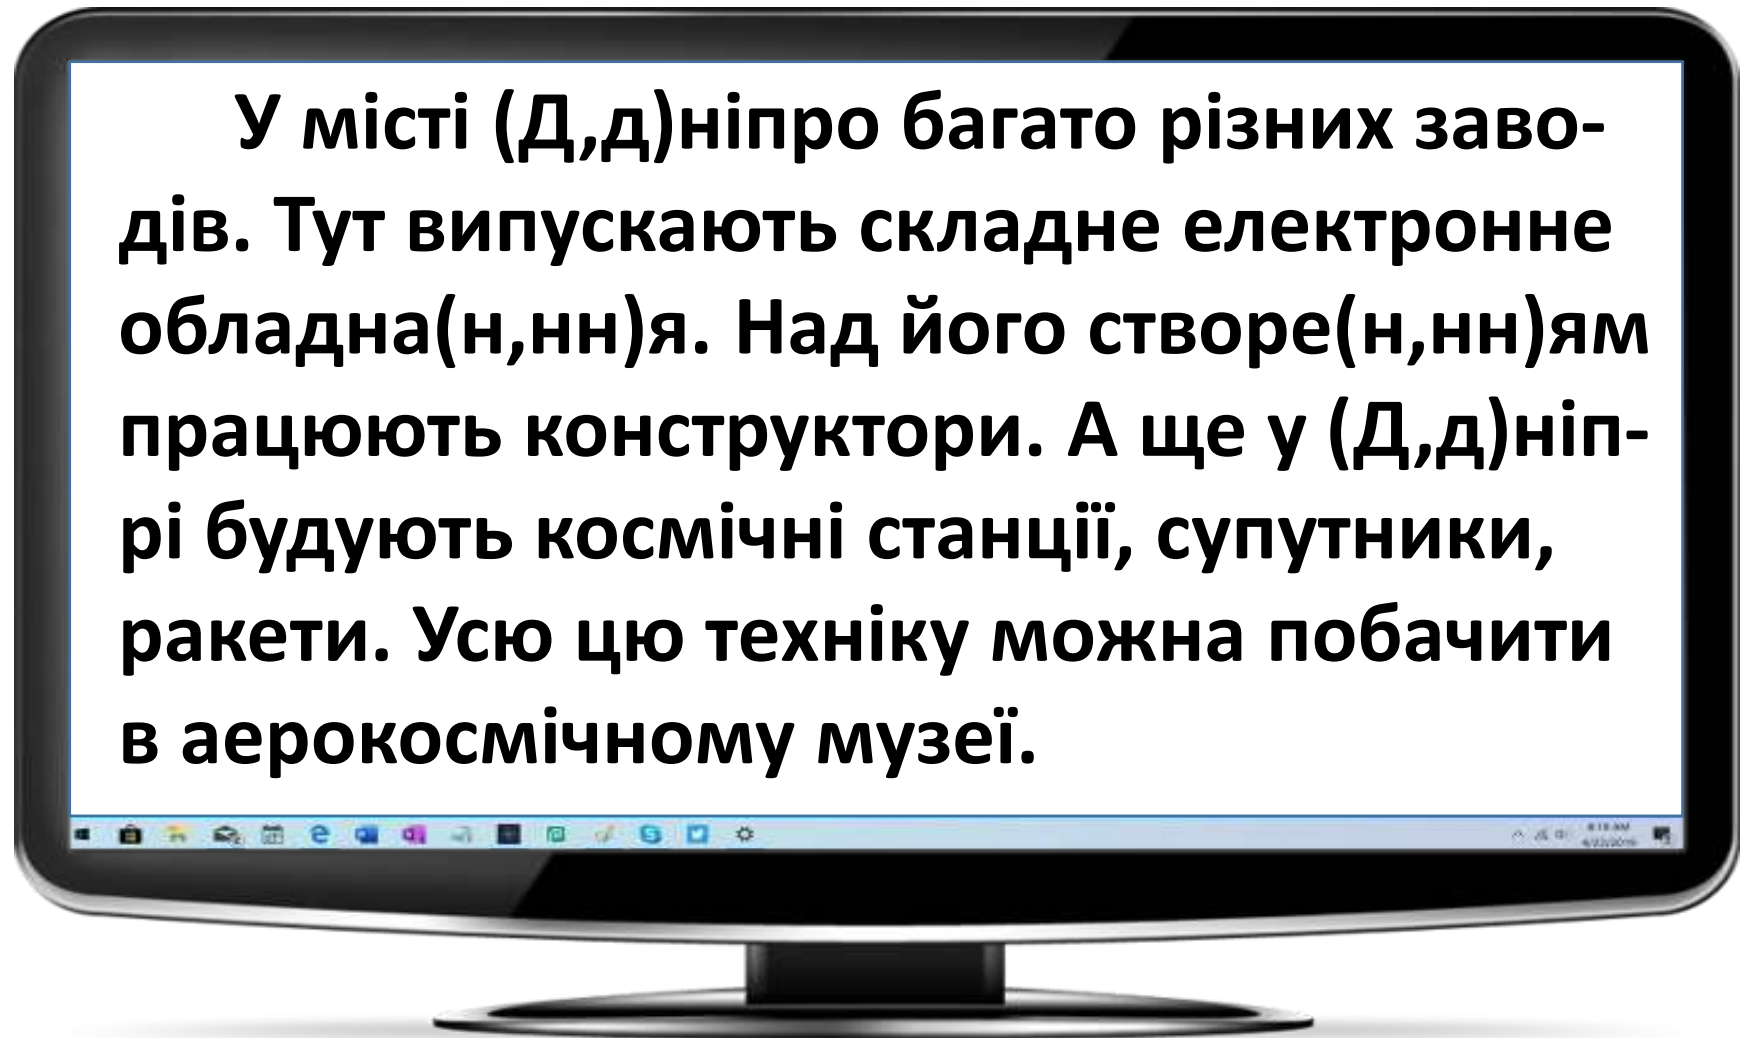 У місті (Д,д)ніпро багато різних заво-
дів. Тут випускають складне електронне
обладна(н,нн)я. Над його створе(н,нн)ям
працюють конструктори. А ще у (Д,д)ніп-
рі будують космічні станції, супутники,
ракети. Усю цю техніку можна побачити
в аерокосмічному музеї.